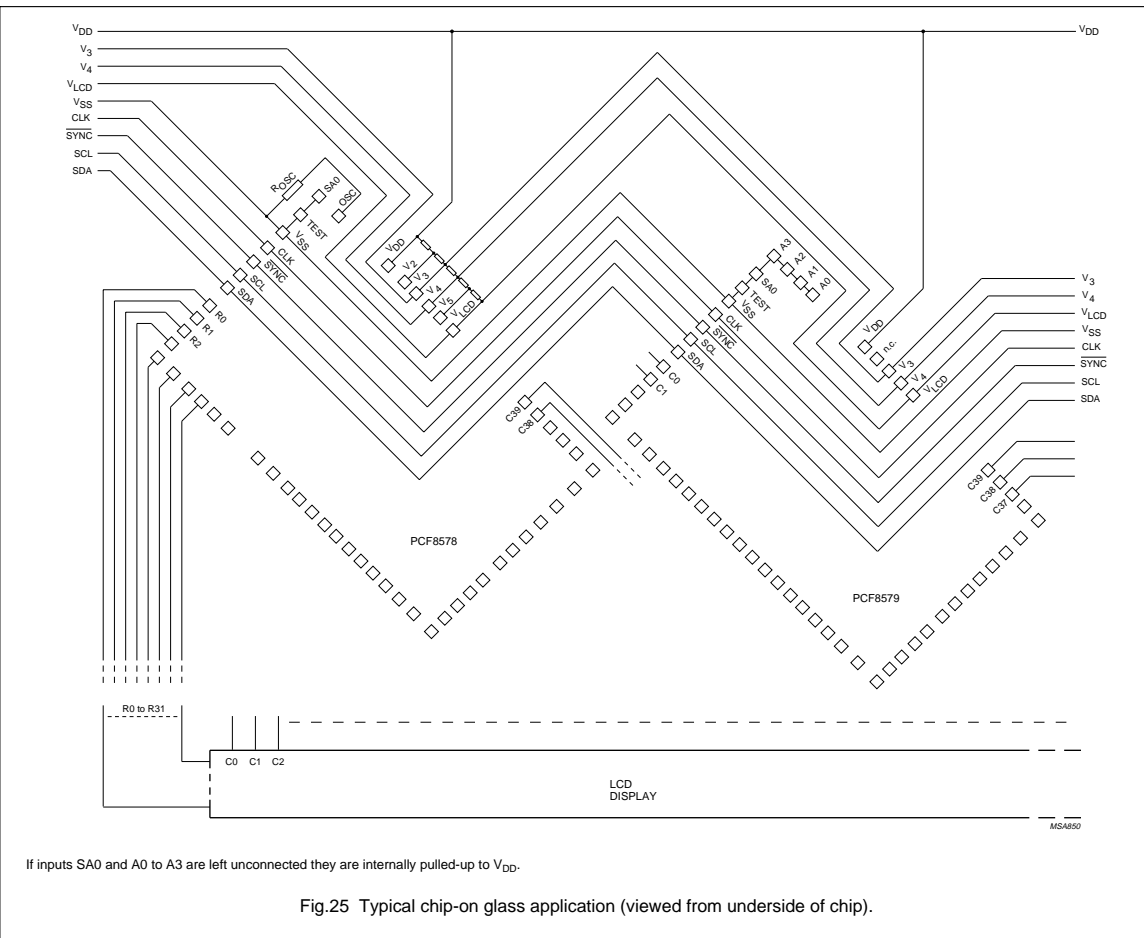 VDD
V3
V4
VLCD
VSS
CLK
SYNC
SCL
SDA
VDD
ROSC
SA0
OSC
TEST
VSS
CLK
SYNC
SCL
SDA
R0
R1
R2
VDD
V2
V3
V4
V5
VLCD
A3
A2
A1
A0
SA0
TEST
VSS
CLK
SYNC
SCL
SDA
C0
C1
VDD
n.c.
V3
V4
VLCD
V3
V4
VLCD
VSS
CLK
SYNC
SCL
SDA
C39
C38
C39
C38
C37
PCF8578
PCF8579
R0 to R31
C0 C1 C2
LCD
DISPLAY
MSA850
If inputs SA0 and A0 to A3 are left unconnected they are internally pulled-up to VDD.
Fig.25 Typical chip-on glass application (viewed from underside of chip).